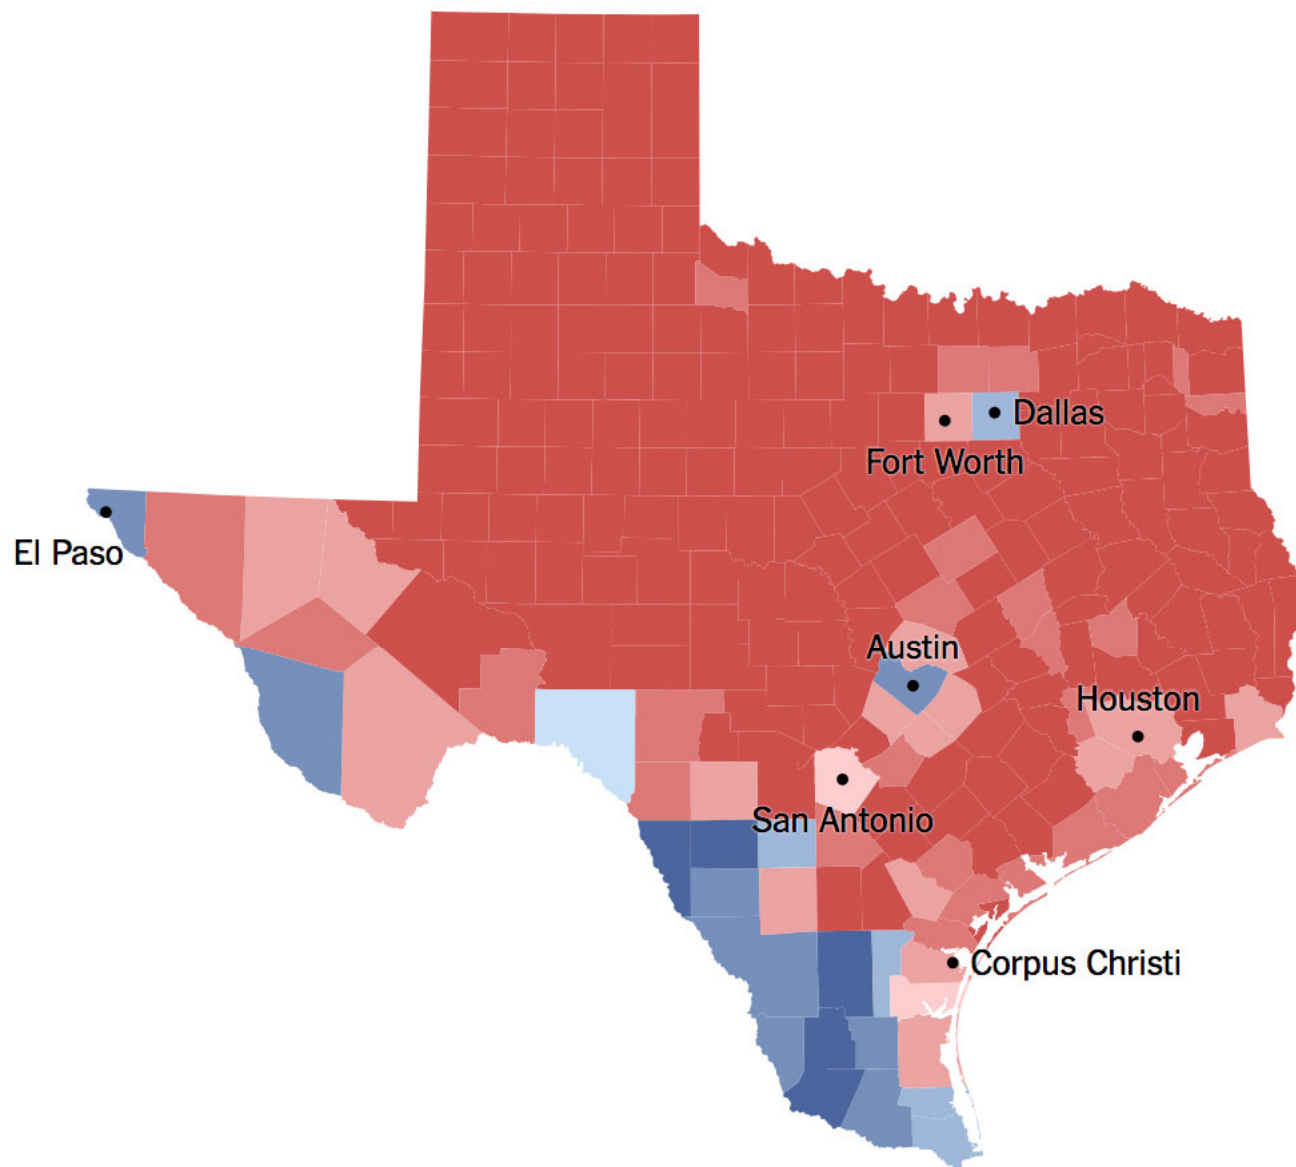 Dallas
Fort Worth
El Paso
Austin
Houston
San Antonio
Corpus Christi